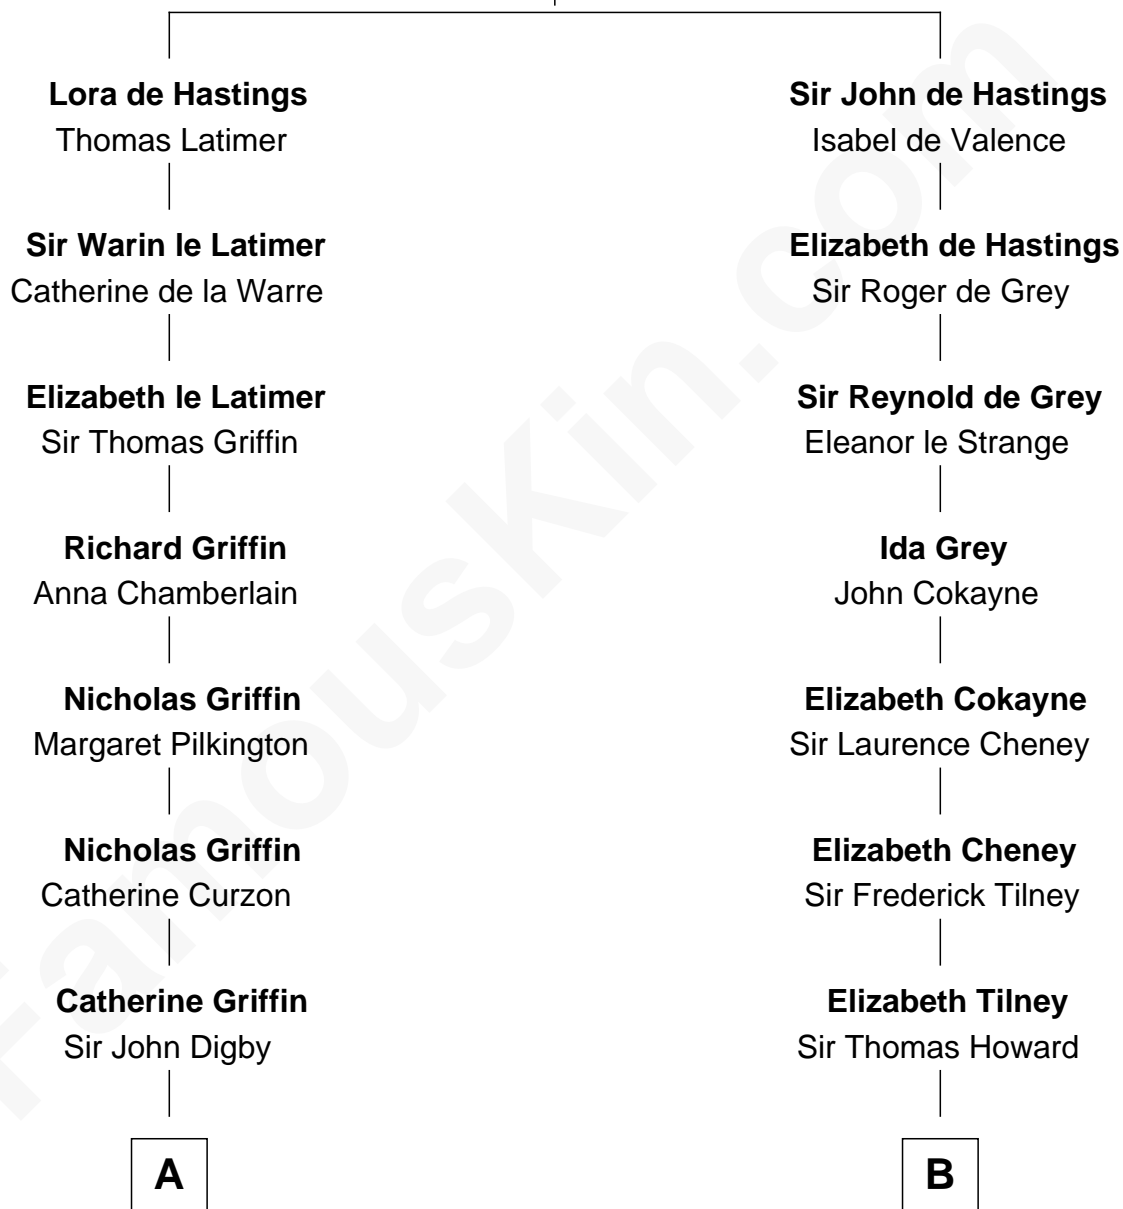 Lora de Hastings
Thomas Latimer
Sir John de Hastings
Isabel de Valence
Sir Warin le Latimer
Catherine de la Warre
Elizabeth de Hastings
Sir Roger de Grey
Elizabeth le Latimer
Sir Thomas Griffin
Sir Reynold de Grey
Eleanor le Strange
Richard Griffin
Anna Chamberlain
Ida Grey
John Cokayne
Nicholas Griffin
Margaret Pilkington
Elizabeth Cokayne
Sir Laurence Cheney
Nicholas Griffin
Catherine Curzon
Elizabeth Cheney
Sir Frederick Tilney
Catherine Griffin
Sir John Digby
Elizabeth Tilney
Sir Thomas Howard
A
B
FamousKin.com